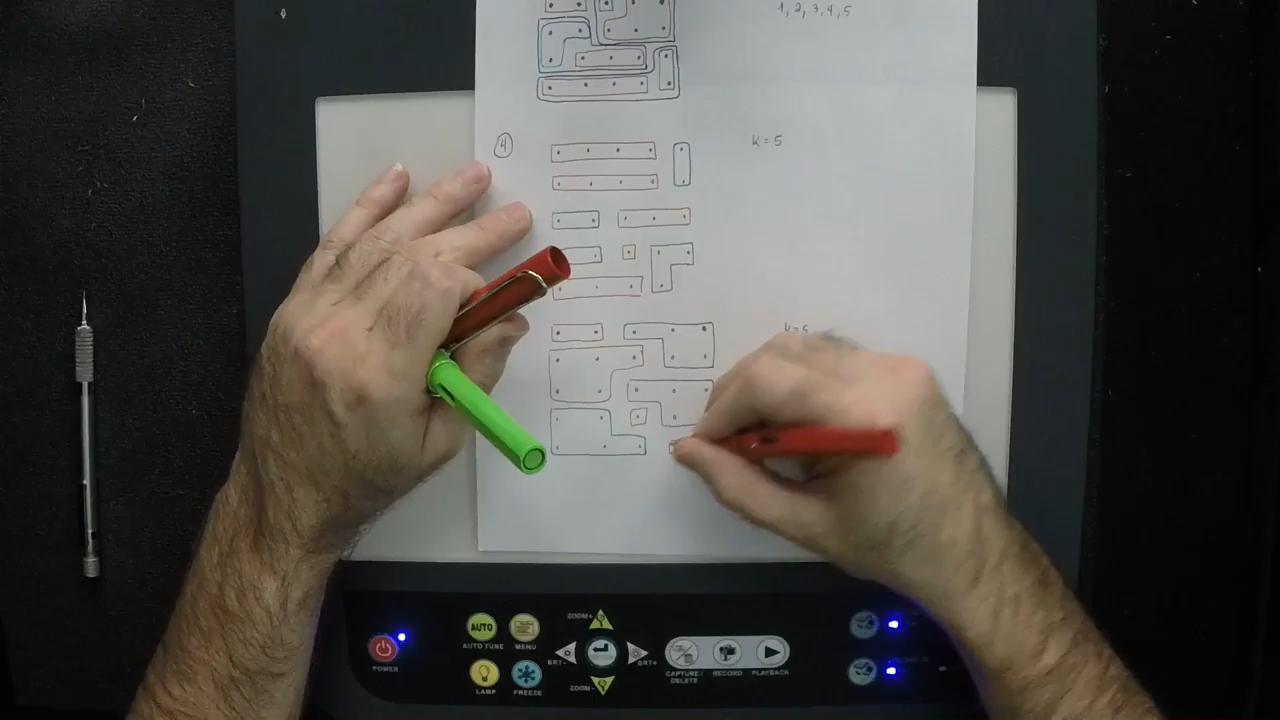 1, 2, 3, 4, 5
4
k = 5
k = 5
AUTO
AUTO TUNE
MENU
ZOOM+
POWER
BRT-
BRT+
CAPTURE / DELETE
RECORD
PLAYBACK
LAMP
FREEZE
ZOOM-